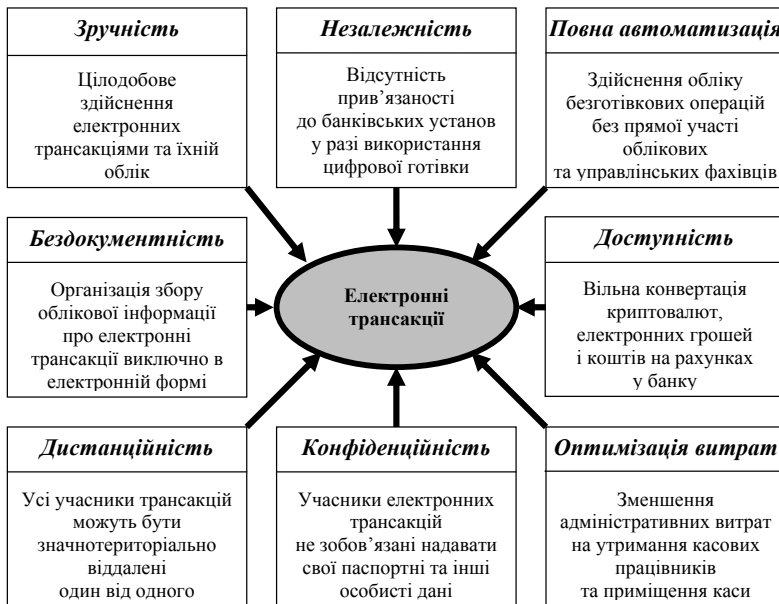 Зручність
Цілодобове
здійснення
електронних
трансакціями та їхній
облік
Незалежність
Відсутність
прив’язаності
до банківських установ
у разі використання
цифрової готівки
Повна автоматизація
Здійснення обліку
безготівкових операцій
без прямої участі
облікових
та управлінських фахівців
Бездокументність
Організація збору
облікової інформації
про електронні
трансакції виключно в
електронній формі
Електронні
трансакції
Доступність
Вільна конвертація
криптовалют,
електронних грошей
і коштів на рахунках
у банку
Дистанційність
Усі учасники трансакцій
можуть бути
значнотериторіально
віддалені
один від одного
Конфіденційність
Учасники електронних
трансакцій
не зобов’язані надавати
свої паспортні та інші
особисті дані
Оптимізація витрат
Зменшення
адміністративних витрат
на утримання касових
працівників
та приміщення каси